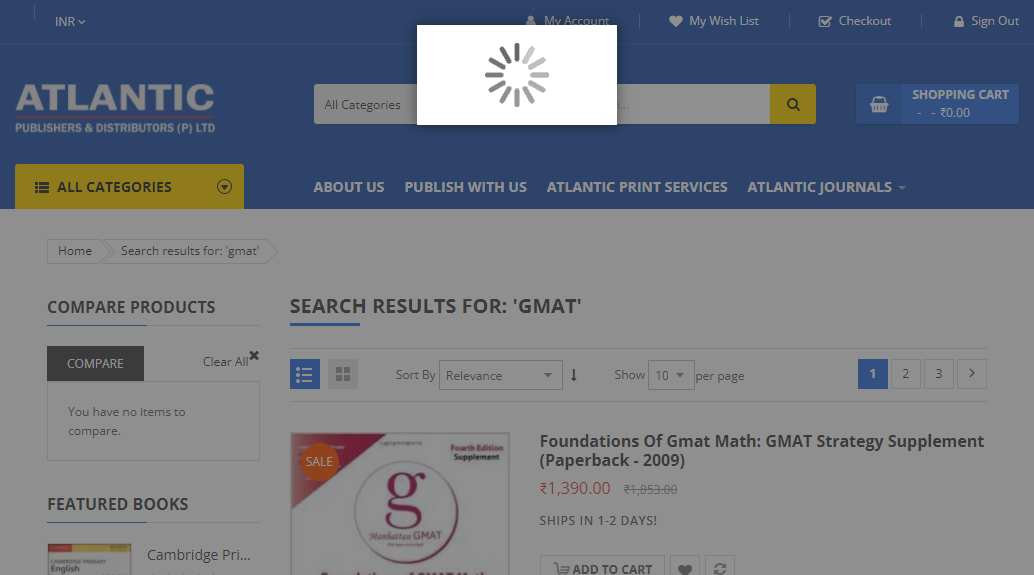 INR
My Account
My Wish List
Checkout
Sign Out
ATLANTIC
PUBLISHERS & DISTRIBUTORS (P) LTD
All Categories
SHOPPING CART
- - ₹0.00
ALL CATEGORIES
ABOUT US
PUBLISH WITH US
ATLANTIC PRINT SERVICES
ATLANTIC JOURNALS
Home
Search results for: 'gmat'
COMPARE PRODUCTS
COMPARE
Clear All
You have no items to
compare.
FEATURED BOOKS
CAMBRIDGE PRIMARY
English
Cambridge Pri...
SEARCH RESULTS FOR: 'GMAT'
Sort By
Relevance
Show
10
per page
1
2
3
SALE
Fourth Edition
Supplement
g
Manhattan GMAT
Foundations Of Gmat Math: GMAT Strategy Supplement
(Paperback - 2009)
₹1,390.00 ₹1,853.00
SHIPS IN 1-2 DAYS!
ADD TO CART